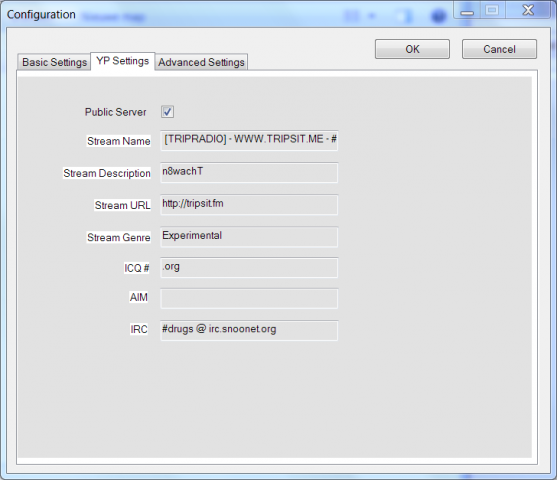 Configuration
OK Cancel
Basic Settings YP Settings Advanced Settings
Public Server
Stream Name [TRIPRADIO] - WWW.TRIPSIT.ME - #
Stream Description n8wachT
Stream URL http://tripsit.fm
Stream Genre Experimental
ICQ # .org
AIM
IRC #drugs @ irc.snoonet.org